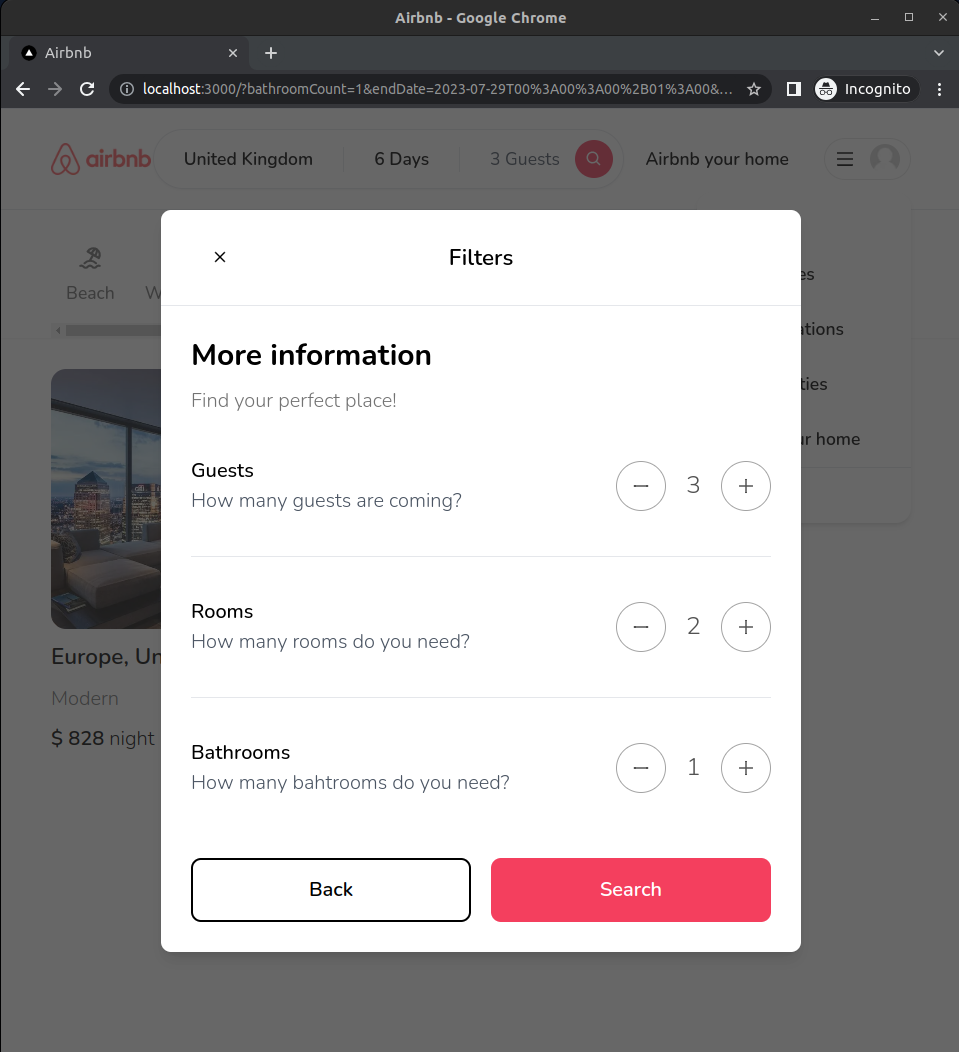 Airbnb - Google Chrome
Airbnb
localhost:3000/?bathroomCount=1&endDate=2023-07-29T00%3A00%3A00%2B01%3A00&...
Incognito
airbnb
United Kingdom
6 Days
3 Guests
Airbnb your home
Filters
Beach
W
es
ations
ties
ur home
More information
Find your perfect place!
Guests
How many guests are coming?
3
Rooms
How many rooms do you need?
2
Europe, Un
Modern
$ 828 night
Bathrooms
How many bahtrooms do you need?
1
Back
Search